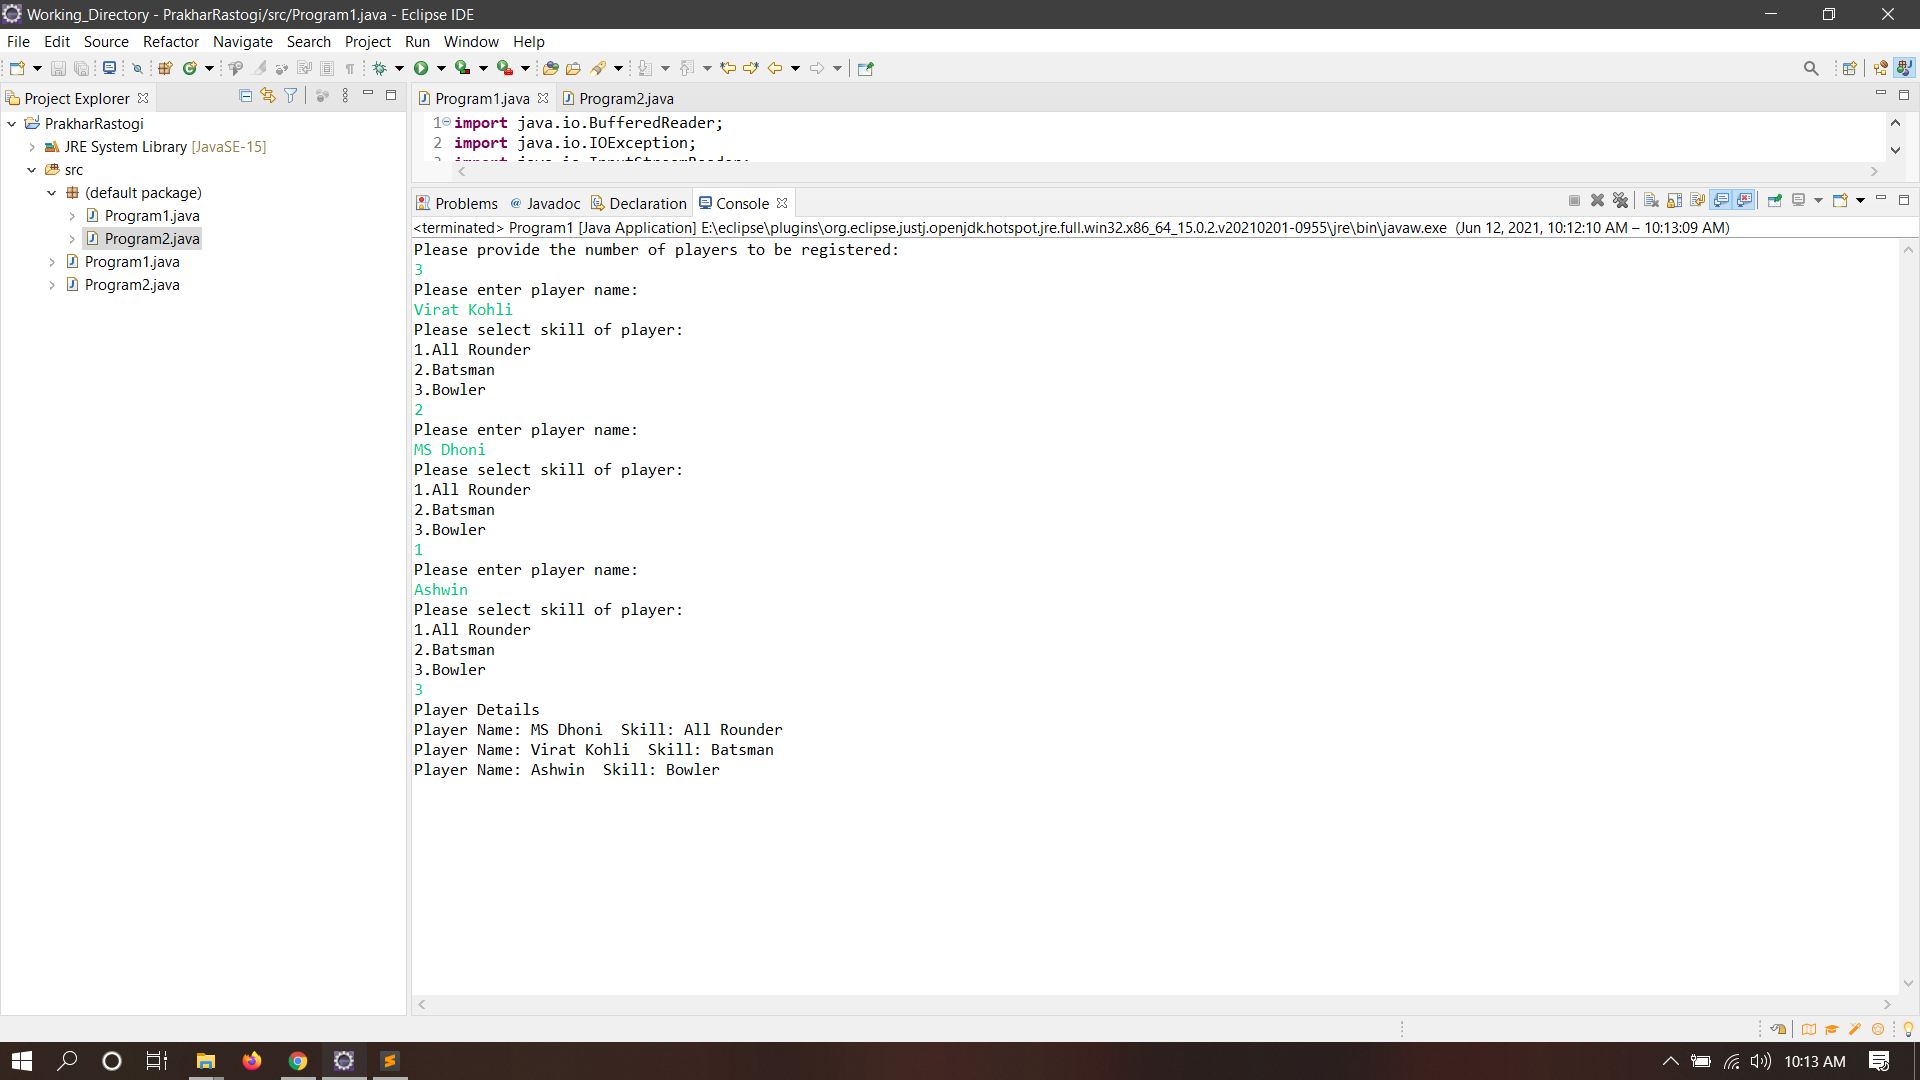 Working_Directory - PrakharRastogi/src/Program1.java - Eclipse IDE
File Edit Source Refactor Navigate Search Project Run Window Help
Project Explorer
Program1.java Program2.java
PrakharRastogi
JRE System Library [JavaSE-15]
src
(default package)
Program1.java
Program2.java
Program1.java
Program2.java
1 import java.io.BufferedReader;
2 import java.io.IOException;
3 import java.io.InputStreamReader;
Problems @ Javadoc Declaration Console
<terminated> Program1 [Java Application] E:\eclipse\plugins\org.eclipse.justj.openjdk.hotspot.jre.full.win32.x86_64_15.0.2.v20210201-0955\jre\bin\javaw.exe (Jun 12, 2021, 10:12:10 AM – 10:13:09 AM)
Please provide the number of players to be registered:
3
Please enter player name:
Virat Kohli
Please select skill of player:
1.All Rounder
2.Batsman
3.Bowler
2
Please enter player name:
MS Dhoni
Please select skill of player:
1.All Rounder
2.Batsman
3.Bowler
1
Please enter player name:
Ashwin
Please select skill of player:
1.All Rounder
2.Batsman
3.Bowler
3
Player Details
Player Name: MS Dhoni  Skill: All Rounder
Player Name: Virat Kohli  Skill: Batsman
Player Name: Ashwin  Skill: Bowler
10:13 AM